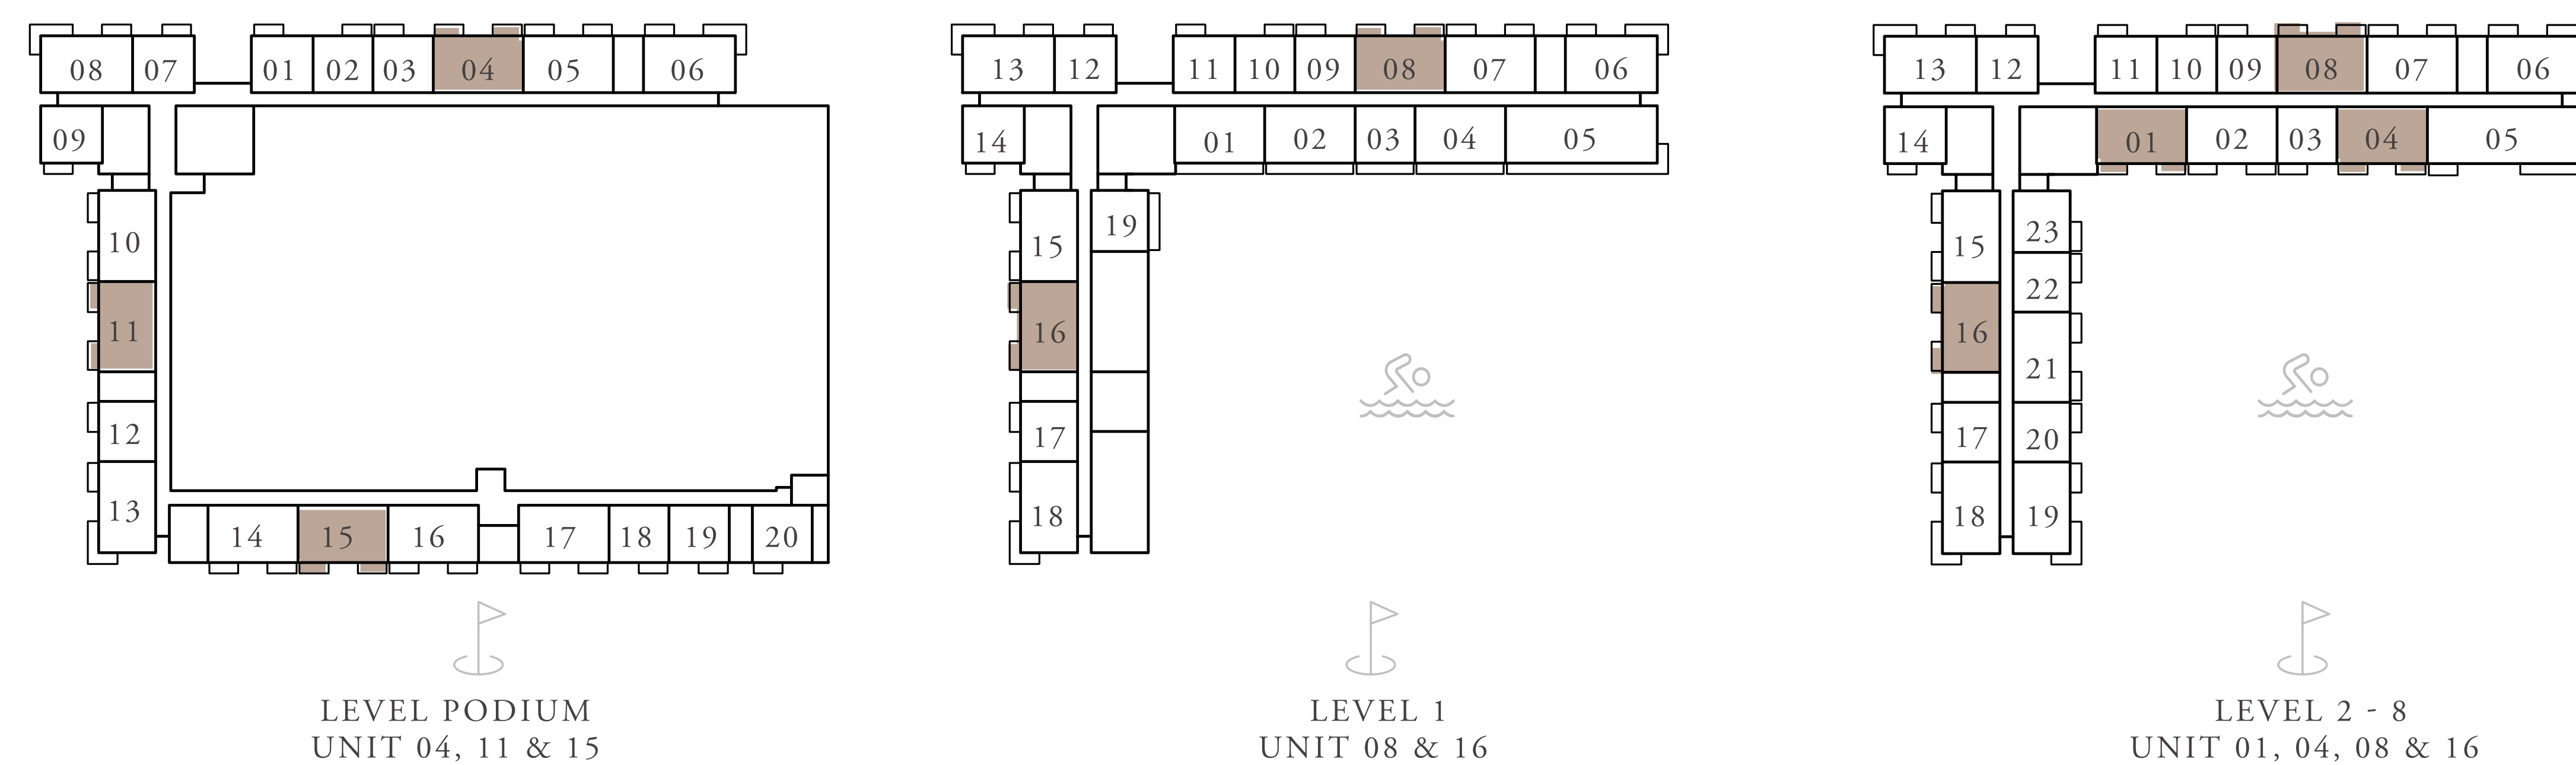 08 07 01 02 03 04 05 06
09
10
11
12
13
14 15 16 17 18 19 20
LEVEL PODIUM
UNIT 04, 11 & 15
13 12 11 10 09 08 07 06
14 01 02 03 04 05
15 19
16
17
18
LEVEL 1
UNIT 08 & 16
13 12 11 10 09 08 07 06
14 01 02 03 04 05
15 23
22
16 21
17 20
18 19
LEVEL 2 - 8
UNIT 01, 04, 08 & 16